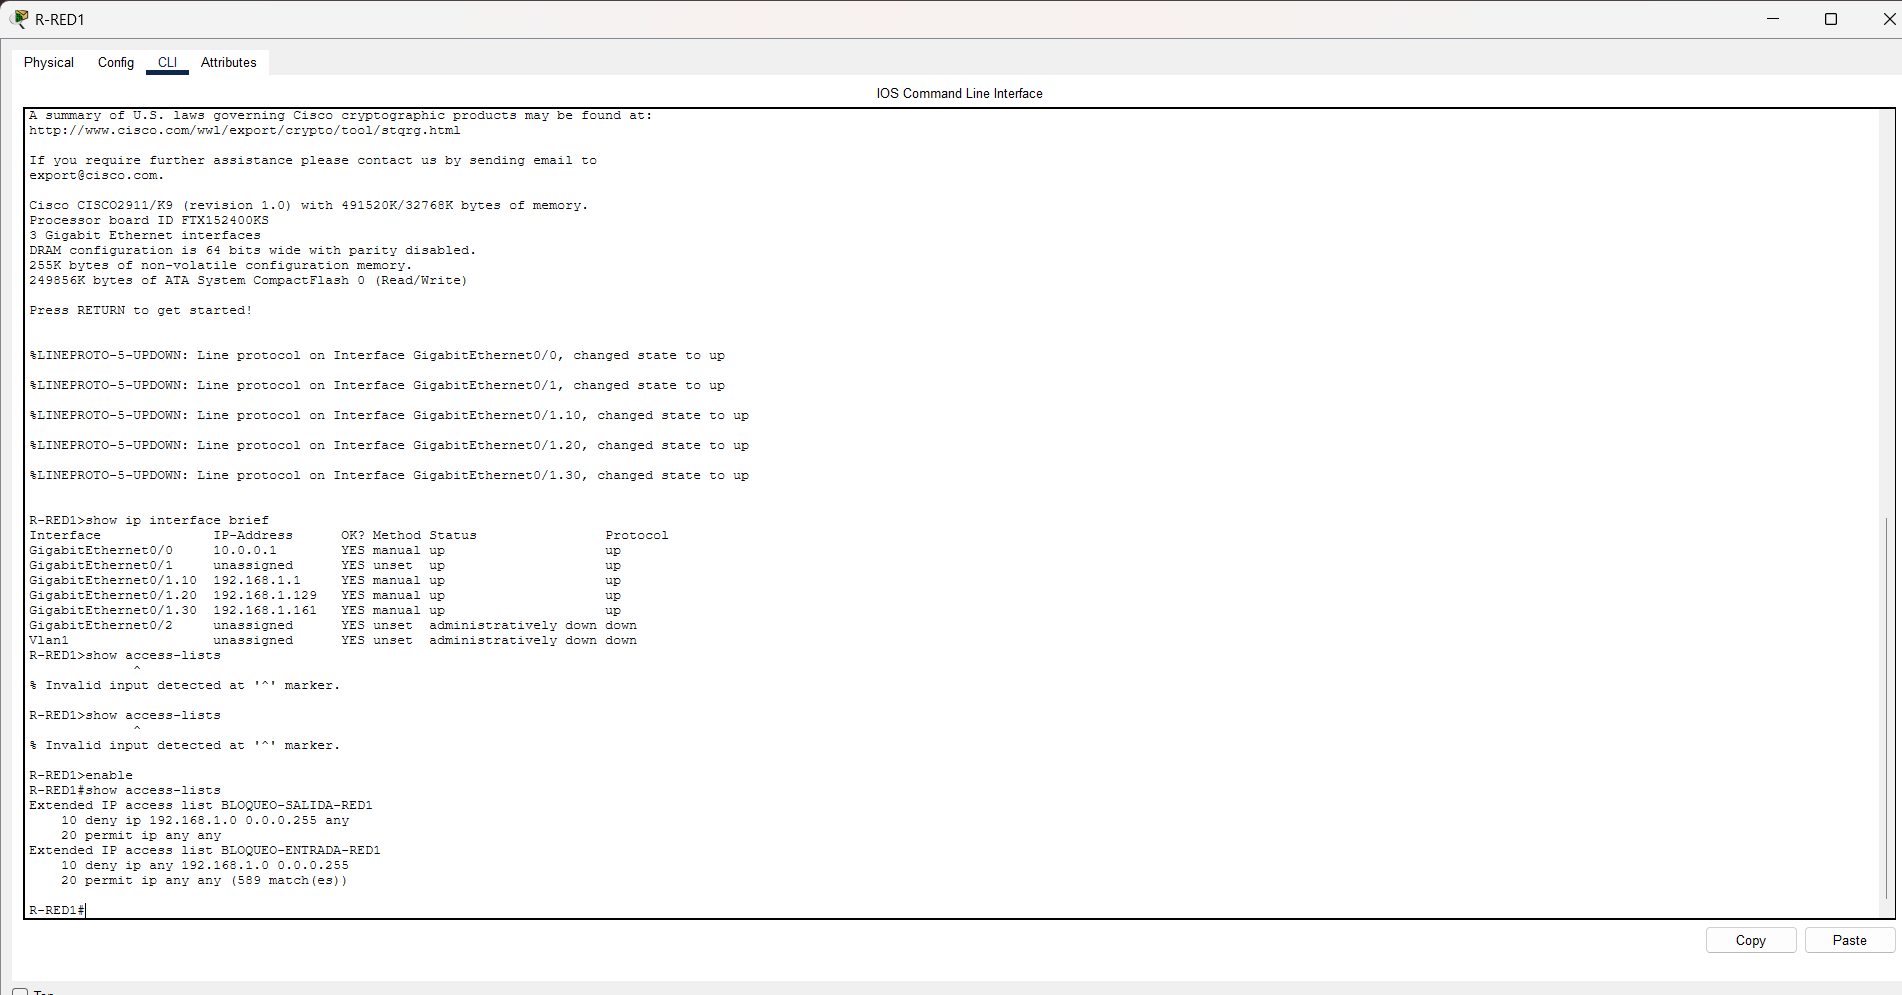 R-RED1
Physical Config CLI Attributes
IOS Command Line Interface
A summary of U.S. laws governing Cisco cryptographic products may be found at:
http://www.cisco.com/wwl/export/crypto/tool/stqrg.html
If you require further assistance please contact us by sending email to
export@cisco.com.
Cisco CISCO2911/K9 (revision 1.0) with 491520K/32768K bytes of memory.
Processor board ID FTX152400KS
3 Gigabit Ethernet interfaces
DRAM configuration is 64 bits wide with parity disabled.
255K bytes of non-volatile configuration memory.
249856K bytes of ATA System CompactFlash 0 (Read/Write)
Press RETURN to get started!
%LINEPROTO-5-UPDOWN: Line protocol on Interface GigabitEthernet0/0, changed state to up
%LINEPROTO-5-UPDOWN: Line protocol on Interface GigabitEthernet0/1, changed state to up
%LINEPROTO-5-UPDOWN: Line protocol on Interface GigabitEthernet0/1.10, changed state to up
%LINEPROTO-5-UPDOWN: Line protocol on Interface GigabitEthernet0/1.20, changed state to up
%LINEPROTO-5-UPDOWN: Line protocol on Interface GigabitEthernet0/1.30, changed state to up
R-RED1>show ip interface brief
Interface IP-Address OK? Method Status Protocol
GigabitEthernet0/0 10.0.0.1 YES manual up up
GigabitEthernet0/1 unassigned YES unset up up
GigabitEthernet0/1.10 192.168.1.1 YES manual up up
GigabitEthernet0/1.20 192.168.1.129 YES manual up up
GigabitEthernet0/1.30 192.168.1.161 YES manual up up
GigabitEthernet0/2 unassigned YES unset administratively down down
Vlan1 unassigned YES unset administratively down down
R-RED1>show access-lists
^
% Invalid input detected at '^' marker.
R-RED1>show access-lists
^
% Invalid input detected at '^' marker.
R-RED1>enable
R-RED1#show access-lists
Extended IP access list BLOQUEO-SALIDA-RED1
10 deny ip 192.168.1.0 0.0.0.255 any
20 permit ip any any
Extended IP access list BLOQUEO-ENTRADA-RED1
10 deny ip any 192.168.1.0 0.0.0.255
20 permit ip any any (589 match(es))
R-RED1#
Copy Paste